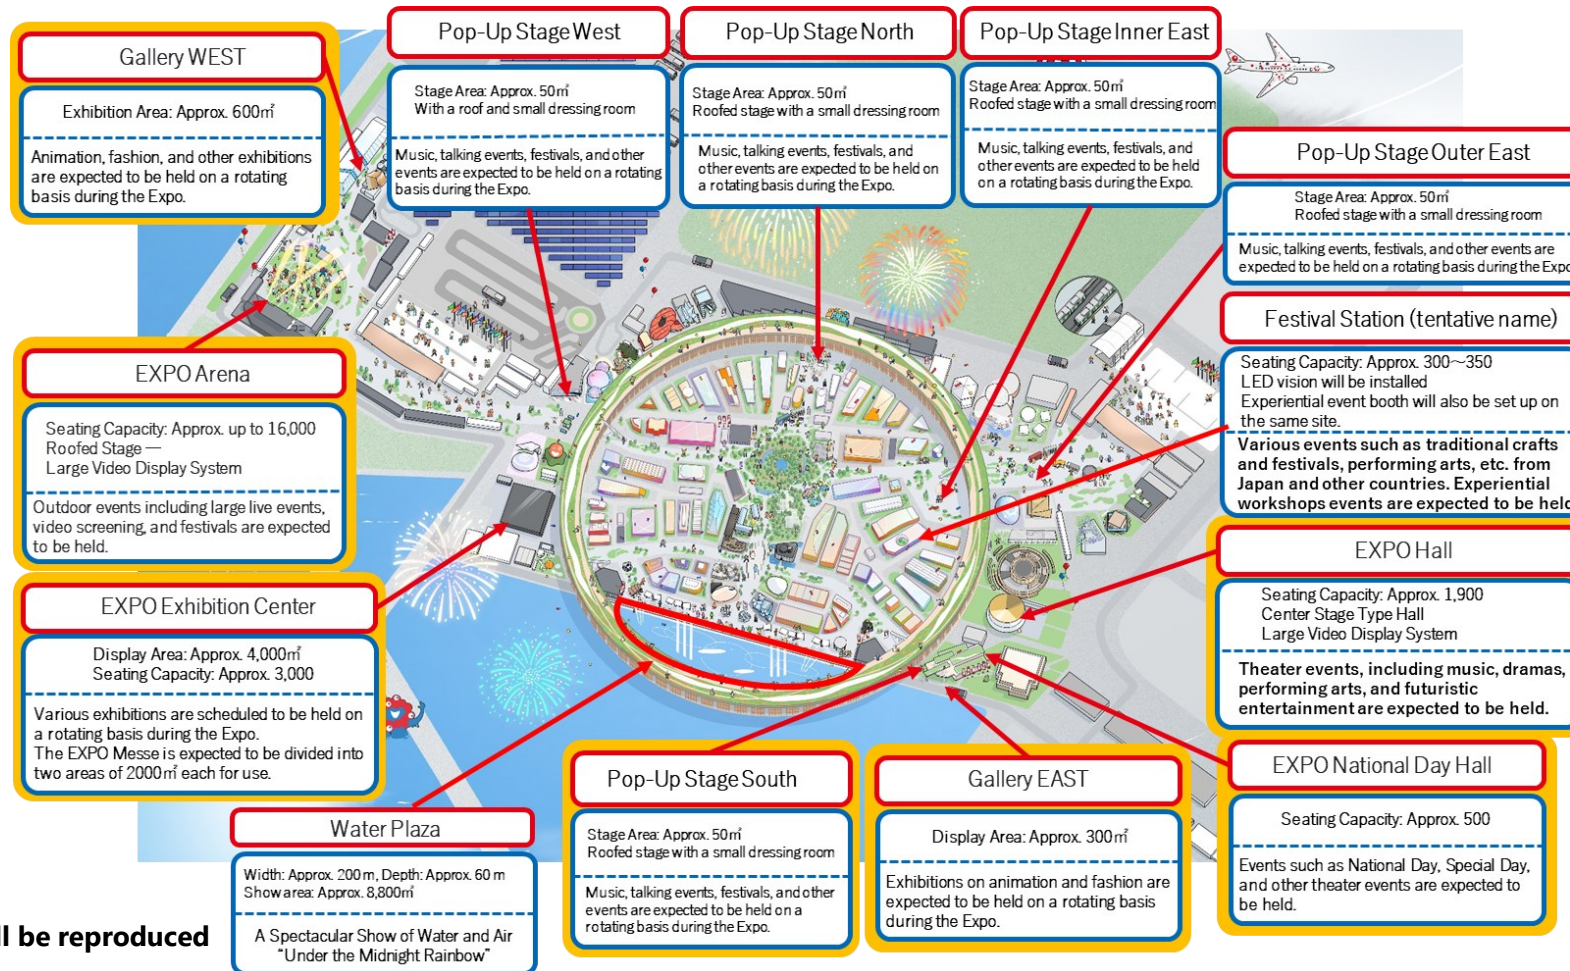 Gallery WEST
Exhibition Area: Approx. 600㎡
Animation, fashion, and other exhibitions
are expected to be held on a rotating
basis during the Expo.
Pop-Up Stage West
Stage Area: Approx. 50㎡
With a roof and small dressing room
Music, talking events, festivals, and other
events are expected to be held on a rotating
basis during the Expo.
Pop-Up Stage North
Stage Area: Approx. 50㎡
Roofed stage with a small dressing room
Music, talking events, festivals, and
other events are expected to be held on
a rotating basis during the Expo.
Pop-Up Stage Inner East
Stage Area: Approx. 50㎡
Roofed stage with a small dressing room
Music, talking events, festivals, and
other events are expected to be held
on a rotating basis during the Expo.
Pop-Up Stage Outer East
Stage Area: Approx. 50㎡
Roofed stage with a small dressing room
Music, talking events, festivals, and other events are
expected to be held on a rotating basis during the Expo
Festival Station (tentative name)
Seating Capacity: Approx. 300～350
LED vision will be installed
Experiential event booth will also be set up on
the same site.
Various events such as traditional crafts
and festivals, performing arts, etc. from
Japan and other countries. Experiential
workshops events are expected to be held
EXPO Arena
Seating Capacity: Approx. up to 16,000
Roofed Stage —
Large Video Display System
Outdoor events including large live events,
video screening, and festivals are expected
to be held.
EXPO Hall
Seating Capacity: Approx. 1,900
Center Stage Type Hall
Large Video Display System
Theater events, including music, dramas,
performing arts, and futuristic
entertainment are expected to be held.
EXPO Exhibition Center
Display Area: Approx. 4,000㎡
Seating Capacity: Approx. 3,000
Various exhibitions are scheduled to be held on
a rotating basis during the Expo.
The EXPO Messe is expected to be divided into
two areas of 2000㎡ each for use.
EXPO National Day Hall
Seating Capacity: Approx. 500
Events such as National Day, Special Day,
and other theater events are expected to
be held.
Pop-Up Stage South
Stage Area: Approx. 50㎡
Roofed stage with a small dressing room
Music, talking events, festivals, and other
events are expected to be held on a
rotating basis during the Expo.
Gallery EAST
Display Area: Approx. 300㎡
Exhibitions on animation and fashion are
expected to be held on a rotating basis
during the Expo.
Water Plaza
Width: Approx. 200 m, Depth: Approx. 60 m
Show area: Approx. 8,800㎡
A Spectacular Show of Water and Air
“Under the Midnight Rainbow”
ll be reproduced